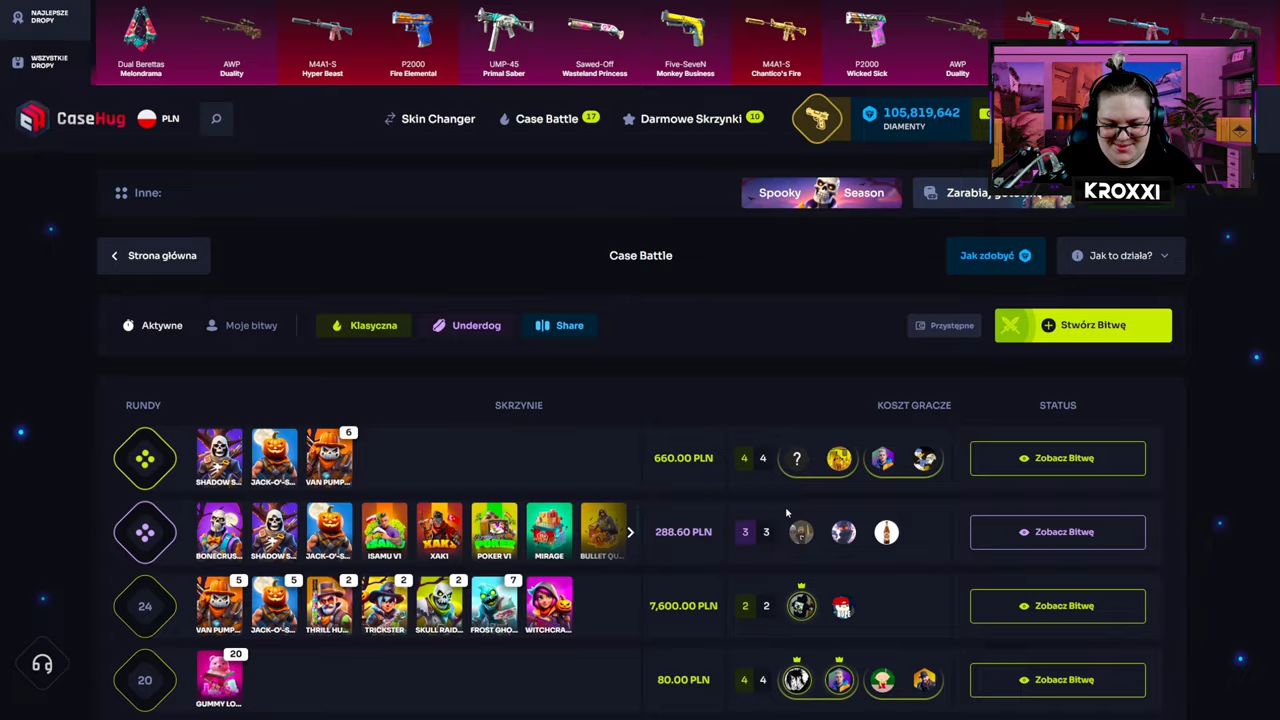 NAJLEPSZE
DROPY
WSZYSTKIE
DROPY
Dual Berettas
Melondrama
AWP
Duality
M4A1-S
Hyper Beast
P2000
Fire Elemental
UMP-45
Primal Saber
Sawed-Off
Wasteland Princess
Five-SeveN
Monkey Business
M4A1-S
Chantico's Fire
P2000
Wicked Sick
AWP
Duality
CaseHug
PLN
Skin Changer
Case Battle 17
Darmowe Skrzynki 10
105,819,642
DIAMENTY
KROXXI
Inne:
Spooky Season
Strona główna
Case Battle
Jak zdobyć
Jak to działa?
Aktywne
Moje bitwy
Klasyczna
Underdog
Share
Przystępne
Stwórz Bitwę
RUNDY SKRZYNIE KOSZT GRACZE STATUS
6
SHADOW S... JACK-O'-S... VAN PUMP...
660.00 PLN 4 4 ? Zobacz Bitwę
BONECRUS... SHADOW S... JACK-O'-S... ISAMU V1 XAK1 POKER V1 MIRAGE BULLET QU...
288.60 PLN 3 3 Zobacz Bitwę
24
5 5 2 2 2 7
VAN PUMP... JACK-O'-S... THRILL HU... TRICKSTER SKULL RAID... FROST GHO... WITCHCRA...
7,600.00 PLN 2 2 Zobacz Bitwę
20
20
GUMMY LO...
80.00 PLN 4 4 Zobacz Bitwę